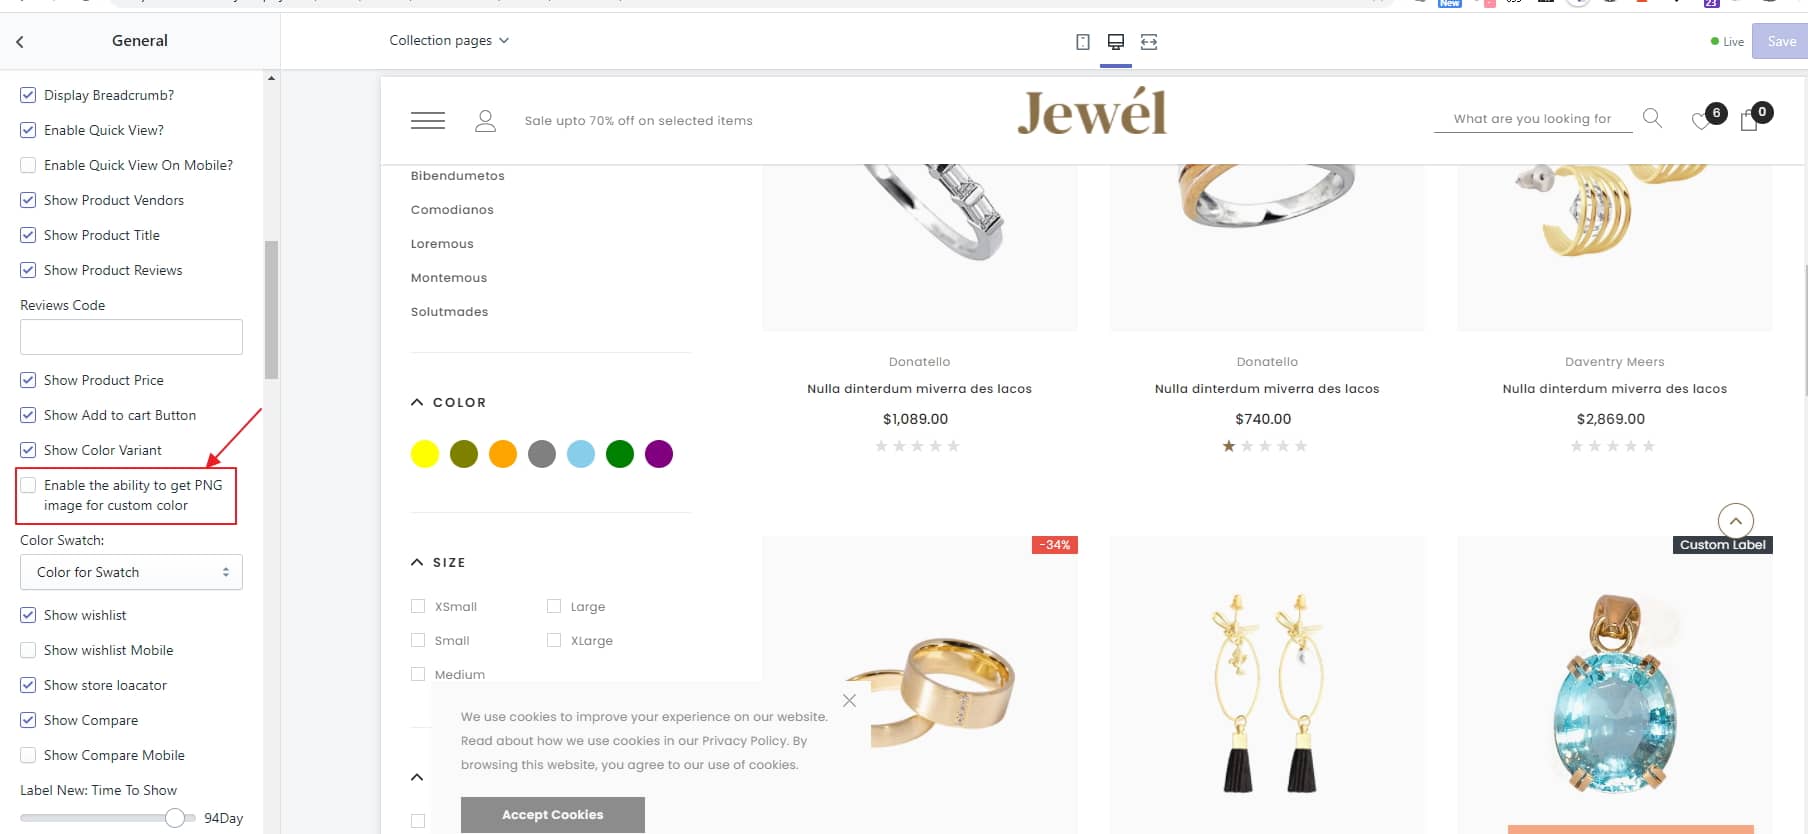 New
23
General
Collection pages
Live
Save
Display Breadcrumb?
Enable Quick View?
Enable Quick View On Mobile?
Show Product Vendors
Show Product Title
Show Product Reviews
Reviews Code
Show Product Price
Show Add to cart Button
Show Color Variant
Enable the ability to get PNG
image for custom color
Color Swatch:
Color for Swatch
Show wishlist
Show wishlist Mobile
Show store loacator
Show Compare
Show Compare Mobile
Label New: Time To Show
94Day
Sale upto 70% off on selected items
Jewél
What are you looking for
6
0
Bibendumetos
Comodianos
Loremous
Montemous
Solutmades
COLOR
SIZE
XSmall
Large
Small
XLarge
Medium
Donatello
Nulla dinterdum miverra des lacos
$1,089.00
Donatello
Nulla dinterdum miverra des lacos
$740.00
Daventry Meers
Nulla dinterdum miverra des lacos
$2,869.00
-34%
Custom Label
We use cookies to improve your experience on our website.
Read about how we use cookies in our Privacy Policy. By
browsing this website, you agree to our use of cookies.
Accept Cookies